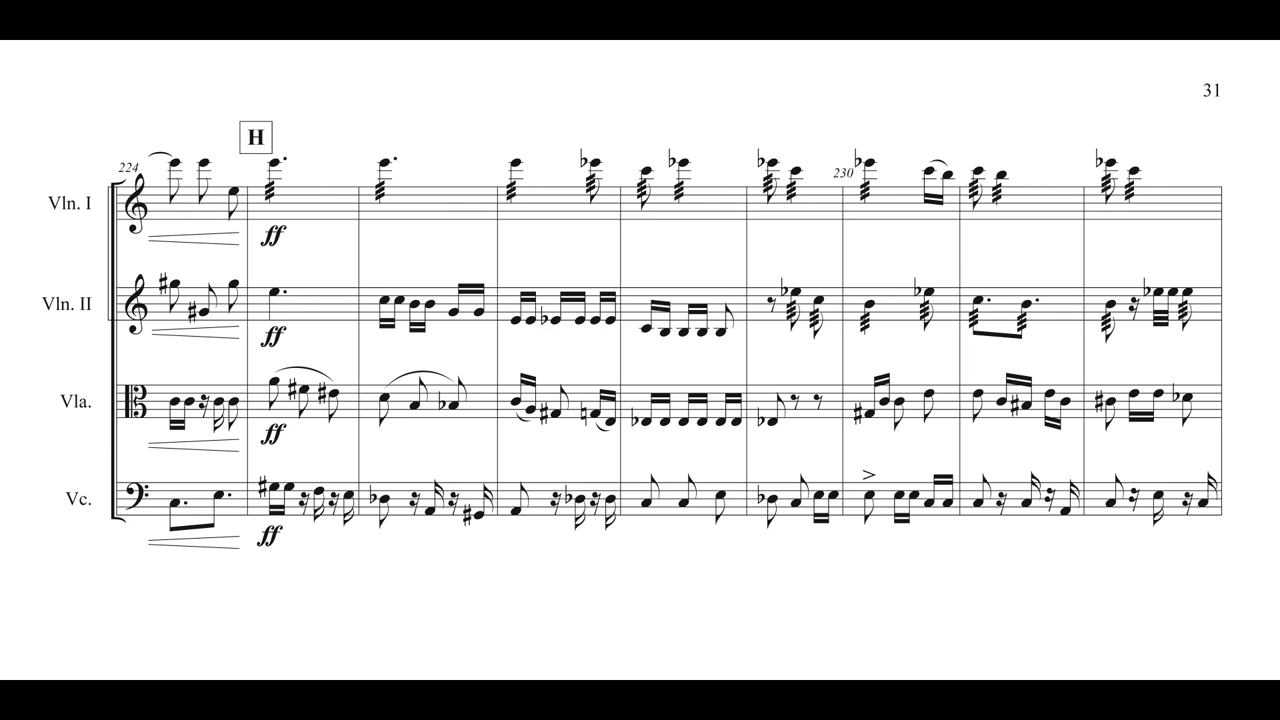 31
H
224
230
Vln. I
ff
Vln. II
ff
Vla.
ff
Vc.
ff